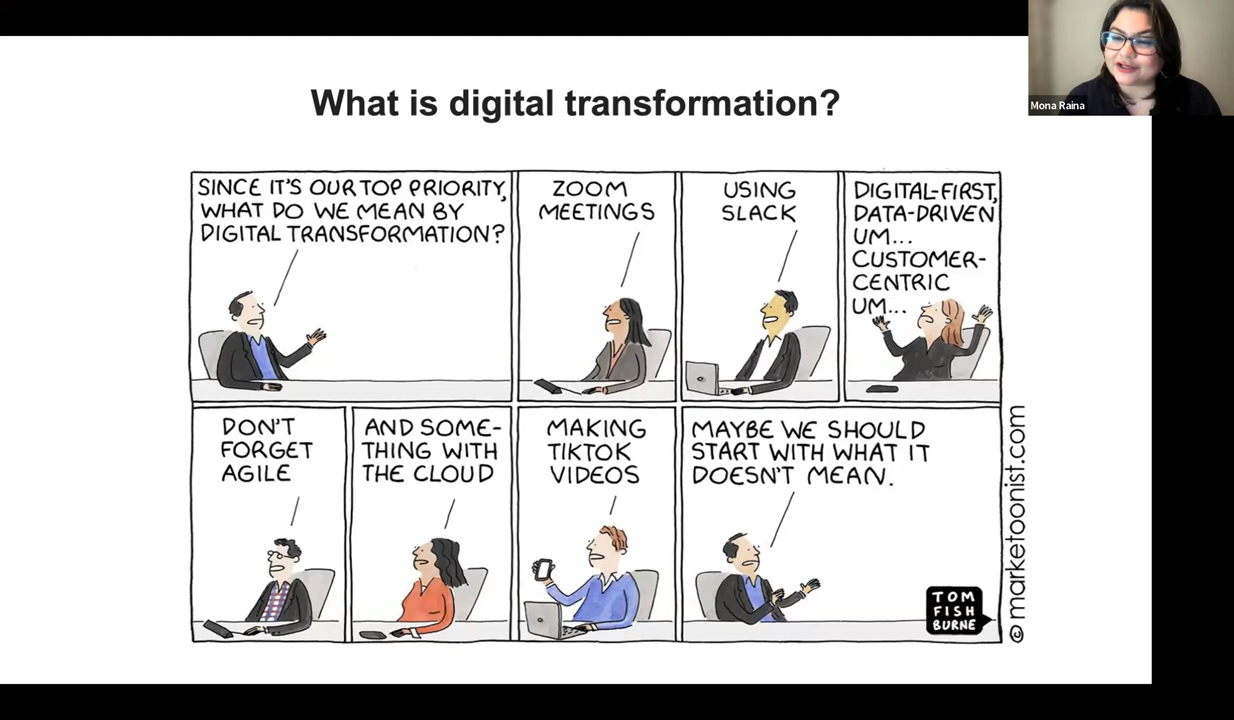 What is digital transformation?
Mona Raina
SINCE IT'S OUR TOP PRIORITY,
WHAT DO WE MEAN BY
DIGITAL TRANSFORMATION?
ZOOM
MEETINGS
USING
SLACK
DIGITAL-FIRST,
DATA-DRIVEN
UM...
CUSTOMER-
CENTRIC
UM...
DON'T
FORGET
AGILE
AND SOME-
THING WITH
THE CLOUD
MAKING
TIKTOK
VIDEOS
MAYBE WE SHOULD
START WITH WHAT IT
DOESN'T MEAN.
TOM
FISH
BURNE
© marketoonist.com